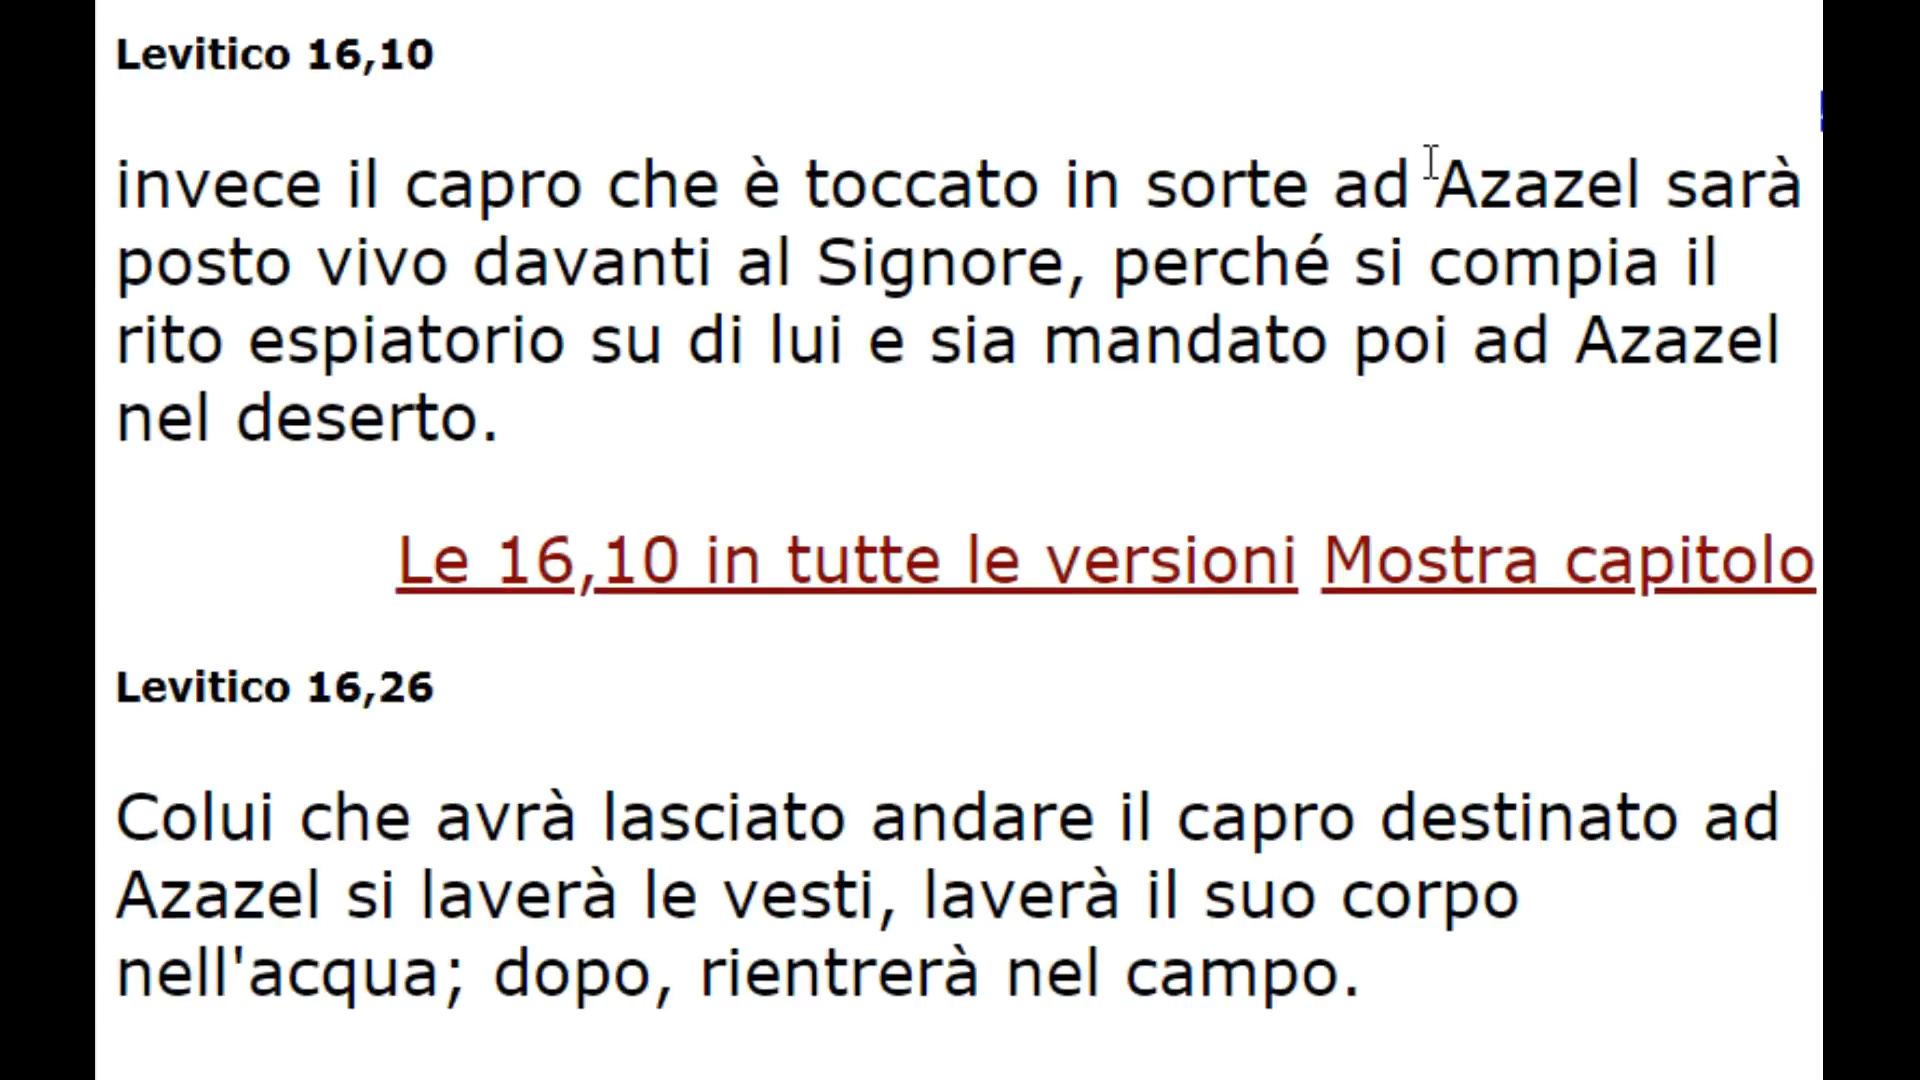 Levitico 16,10
invece il capro che è toccato in sorte ad Azazel sarà
posto vivo davanti al Signore, perché si compia il
rito espiatorio su di lui e sia mandato poi ad Azazel
nel deserto.
Le 16,10 in tutte le versioni Mostra capitolo
Levitico 16,26
Colui che avrà lasciato andare il capro destinato ad
Azazel si laverà le vesti, laverà il suo corpo
nell'acqua; dopo, rientrerà nel campo.